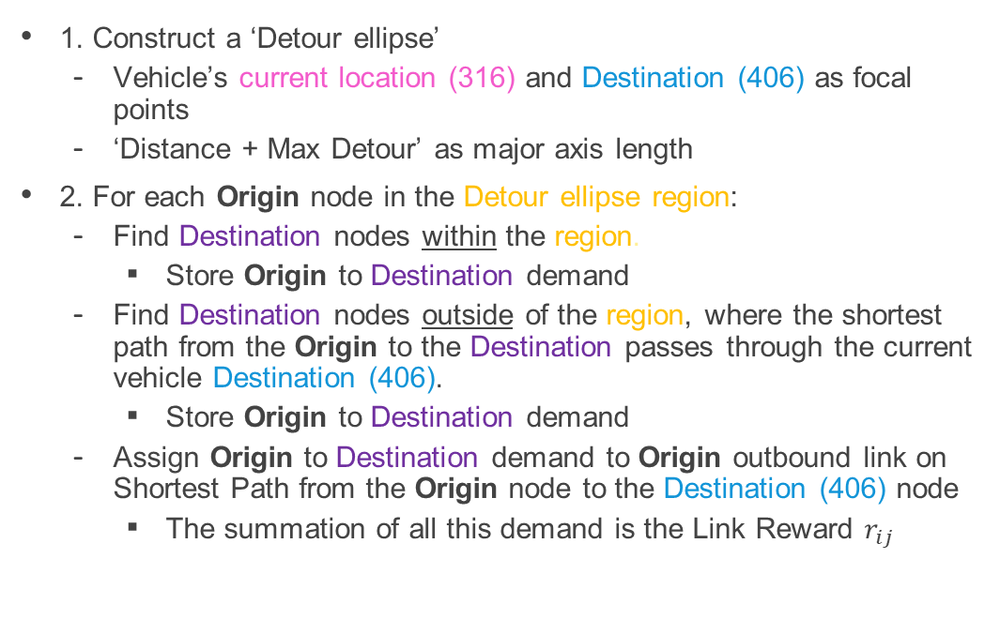 • 1. Construct a ‘Detour ellipse’
- Vehicle’s current location (316) and Destination (406) as focal
points
- ‘Distance + Max Detour’ as major axis length
• 2. For each Origin node in the Detour ellipse region:
- Find Destination nodes within the region.
▪ Store Origin to Destination demand
- Find Destination nodes outside of the region, where the shortest
path from the Origin to the Destination passes through the current
vehicle Destination (406).
▪ Store Origin to Destination demand
- Assign Origin to Destination demand to Origin outbound link on
Shortest Path from the Origin node to the Destination (406) node
▪ The summation of all this demand is the Link Reward r_{ij}